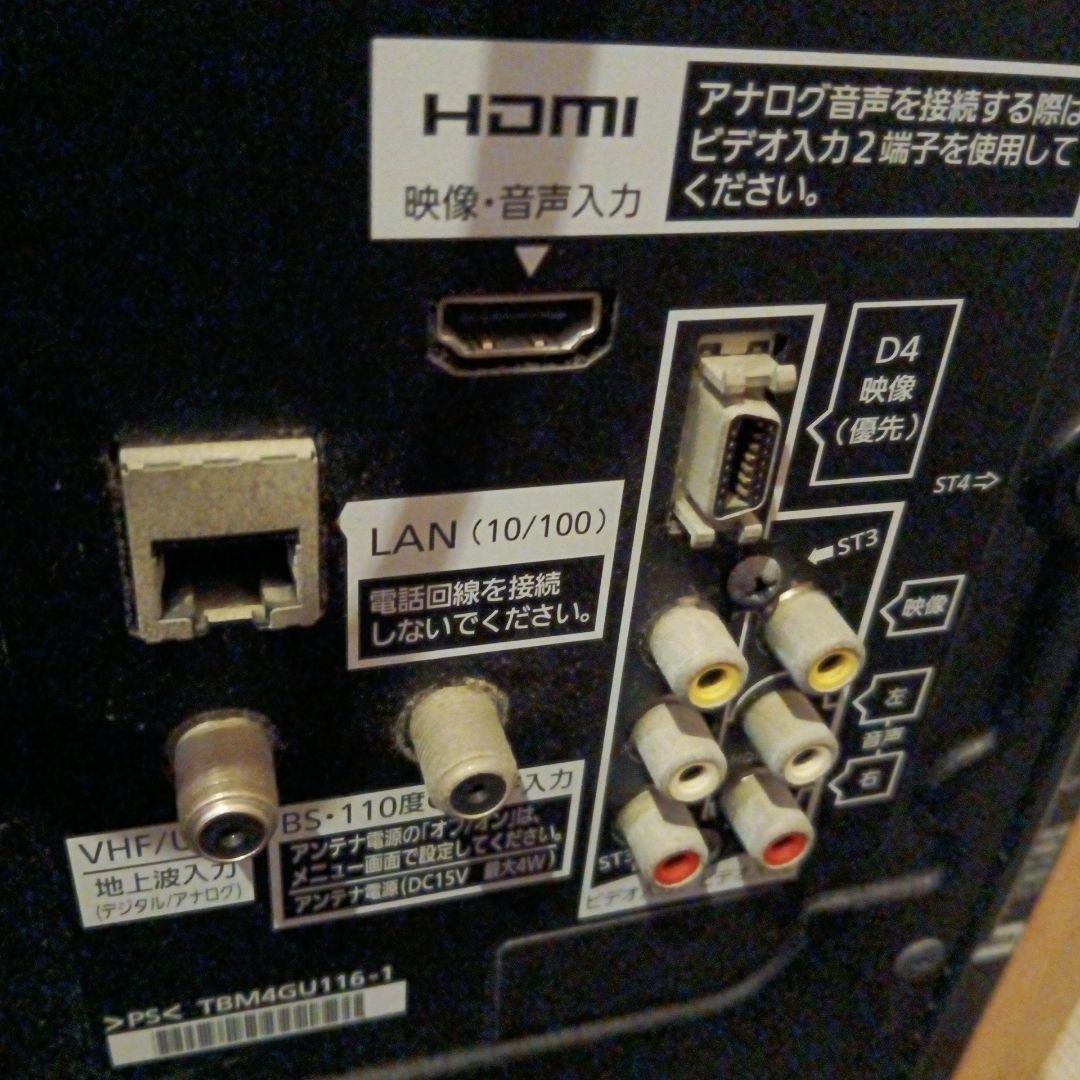 HDMI
映像・音声入力
アナログ音声を接続する際は
ビデオ入力2端子を使用して
ください。
D4
映像
(優先)
ST4⇨
LAN (10/100)
電話回線を接続
しないでください。
⬅ST3
映像
左
音声
右
VHF/U
地上波入力
(デジタル/アナログ)
BS・110度 入力
アンテナ電源の「オフ/オン」は、
メニュー画面で設定してください。
アンテナ電源(DC15V 最大4W)
ST3
ビデオ
>PS< TBM4GU116-1